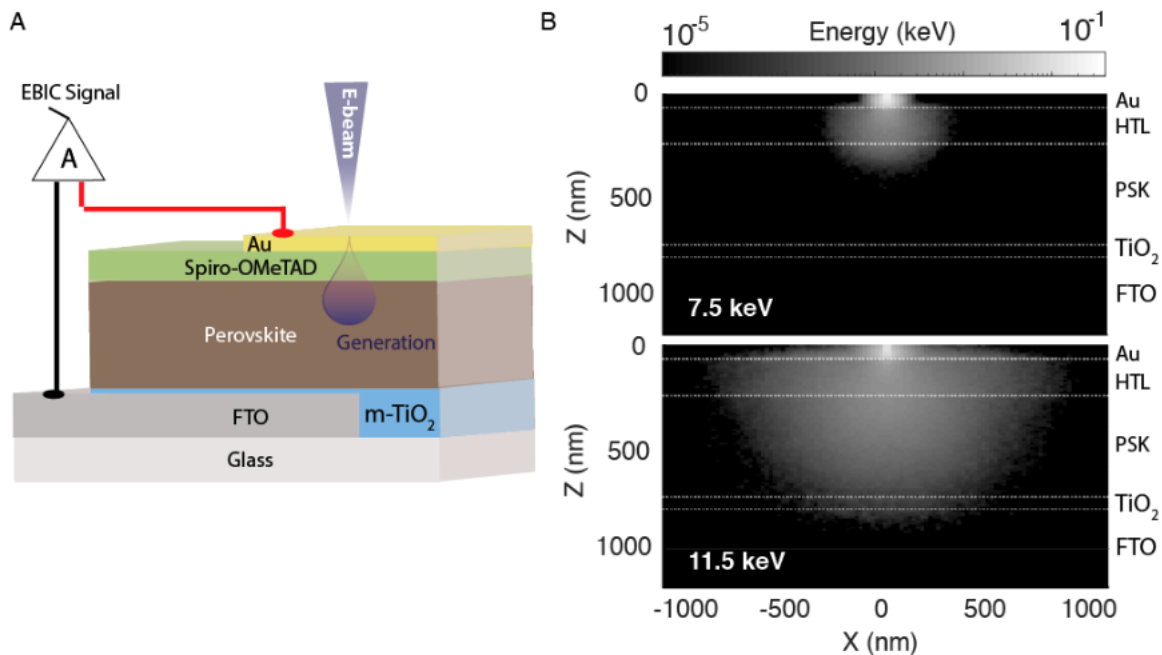 A
EBIC Signal
A
E-beam
Au
Spiro-OMeTAD
Perovskite
Generation
FTO
m-TiO₂
Glass
B
10⁻⁵ Energy (keV) 10⁻¹
0
500
1000
Z (nm)
Au
HTL
PSK
TiO₂
FTO
7.5 keV
0
500
1000
Z (nm)
Au
HTL
PSK
TiO₂
FTO
11.5 keV
-1000 -500 0 500 1000
X (nm)